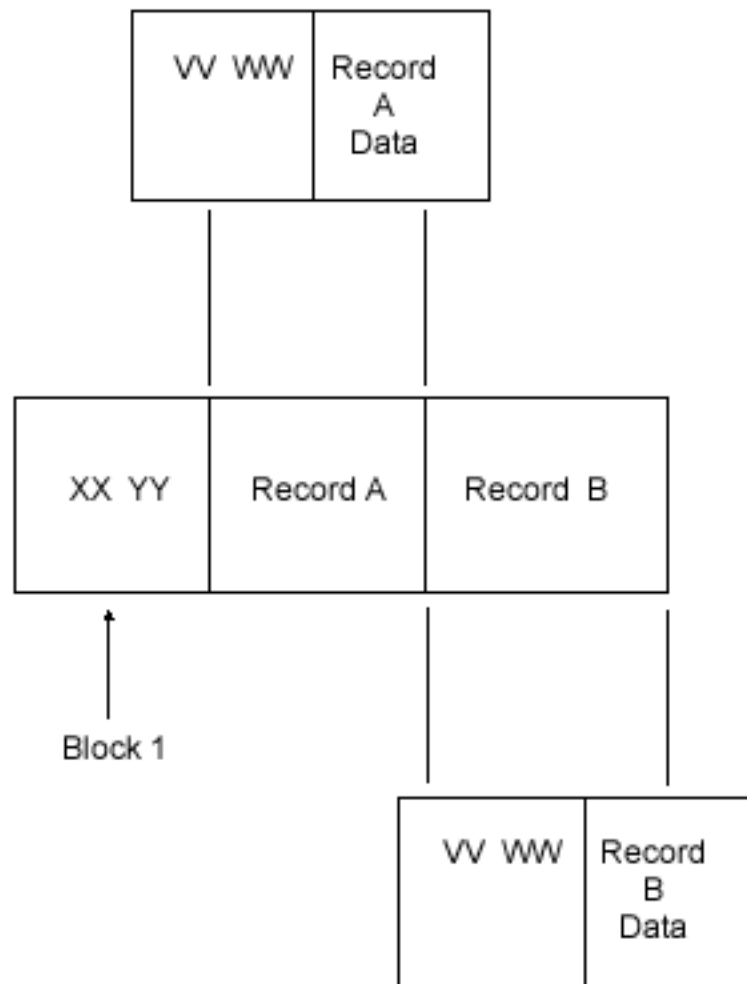 VV WW
Record
A
Data
XX YY
Record A
Record B
Block 1
VV WW
Record
B
Data